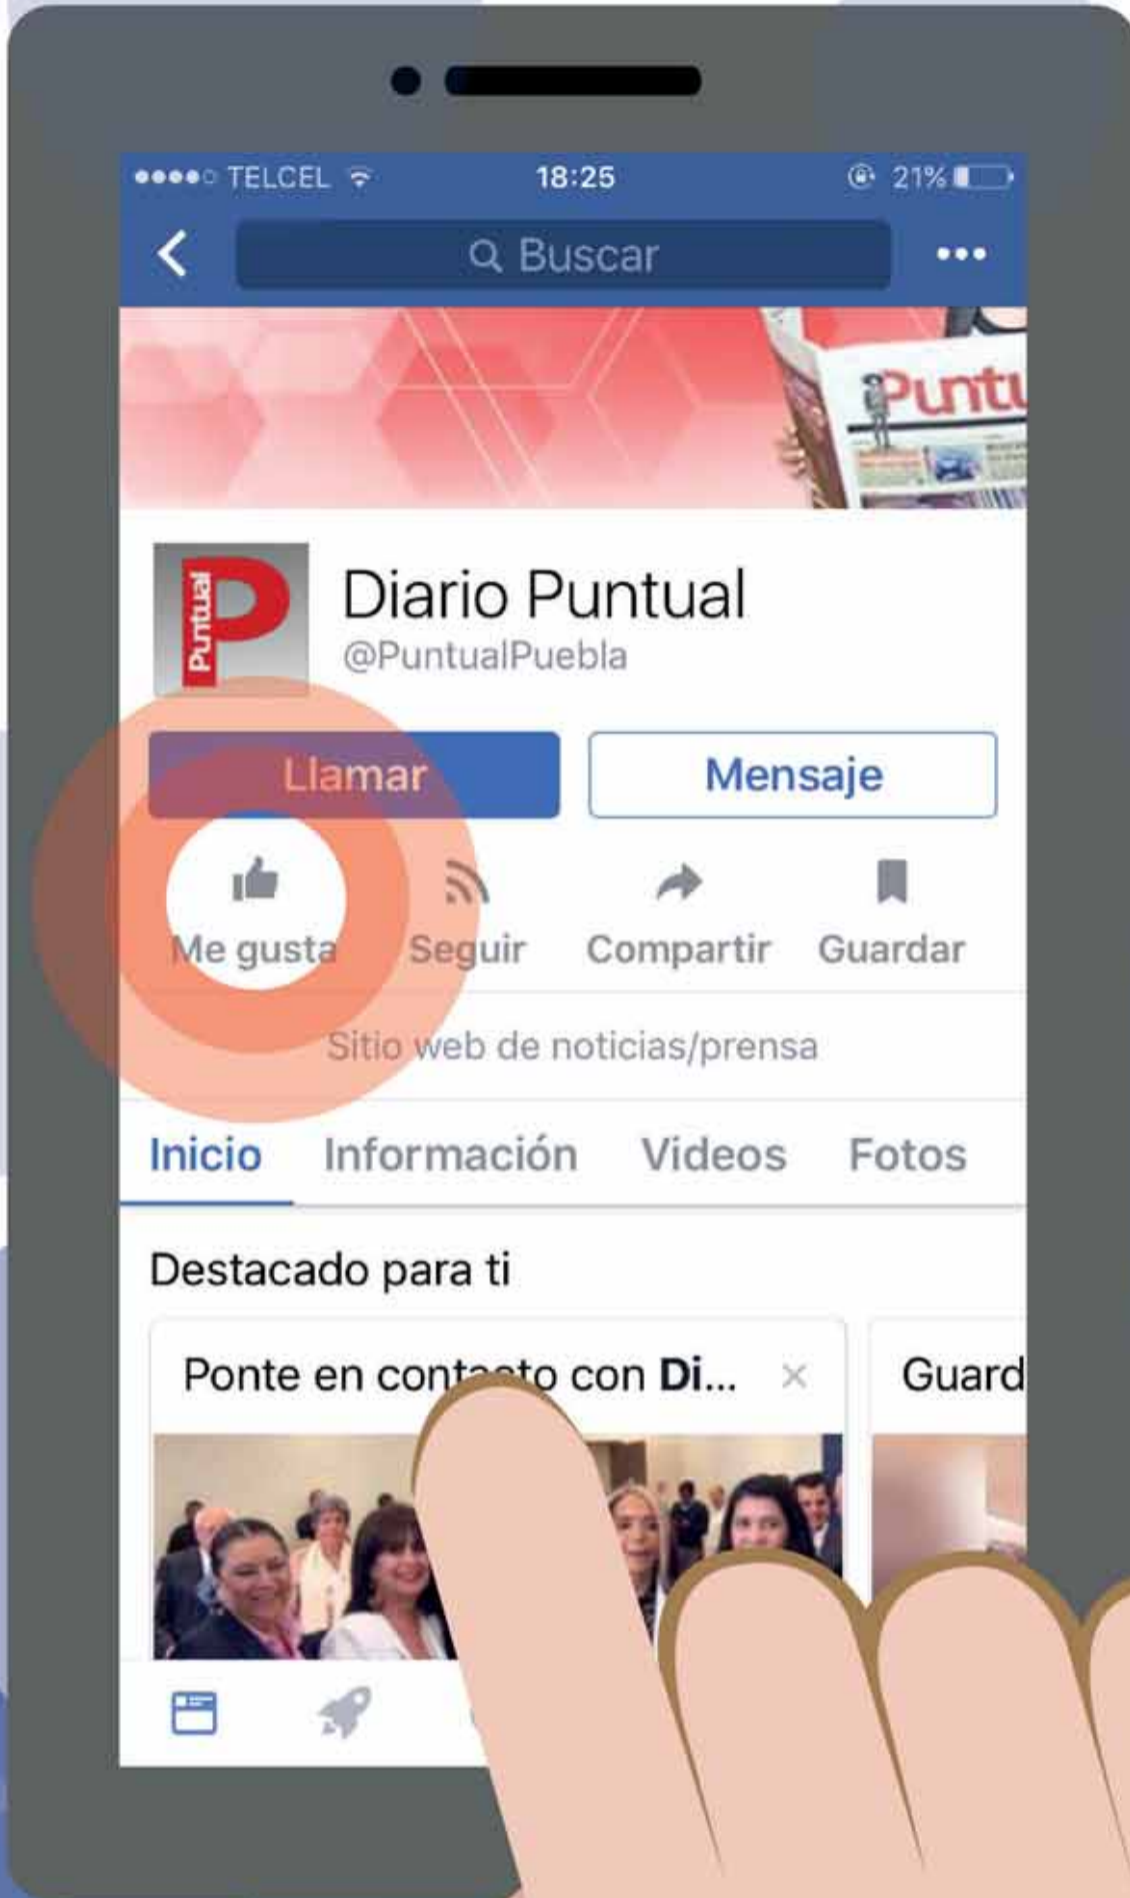 TELCEL 18:25 21%
Buscar
Puntu
Puntual P
Diario Puntual
@PuntualPuebla
Llamar Mensaje
Me gusta Seguir Compartir Guardar
Sitio web de noticias/prensa
Inicio Información Videos Fotos
Destacado para ti
Ponte en contacto con Di... × Guard